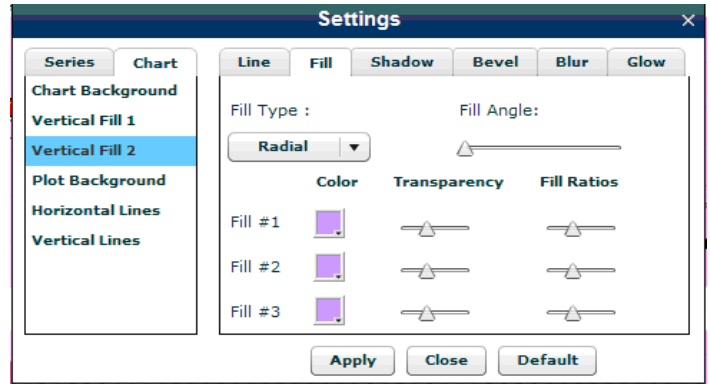 Settings
Series Chart
Chart Background
Vertical Fill 1
Vertical Fill 2
Plot Background
Horizontal Lines
Vertical Lines
Line Fill Shadow Bevel Blur Glow
Fill Type : Fill Angle:
Radial
Color Transparency Fill Ratios
Fill #1
Fill #2
Fill #3
Apply Close Default